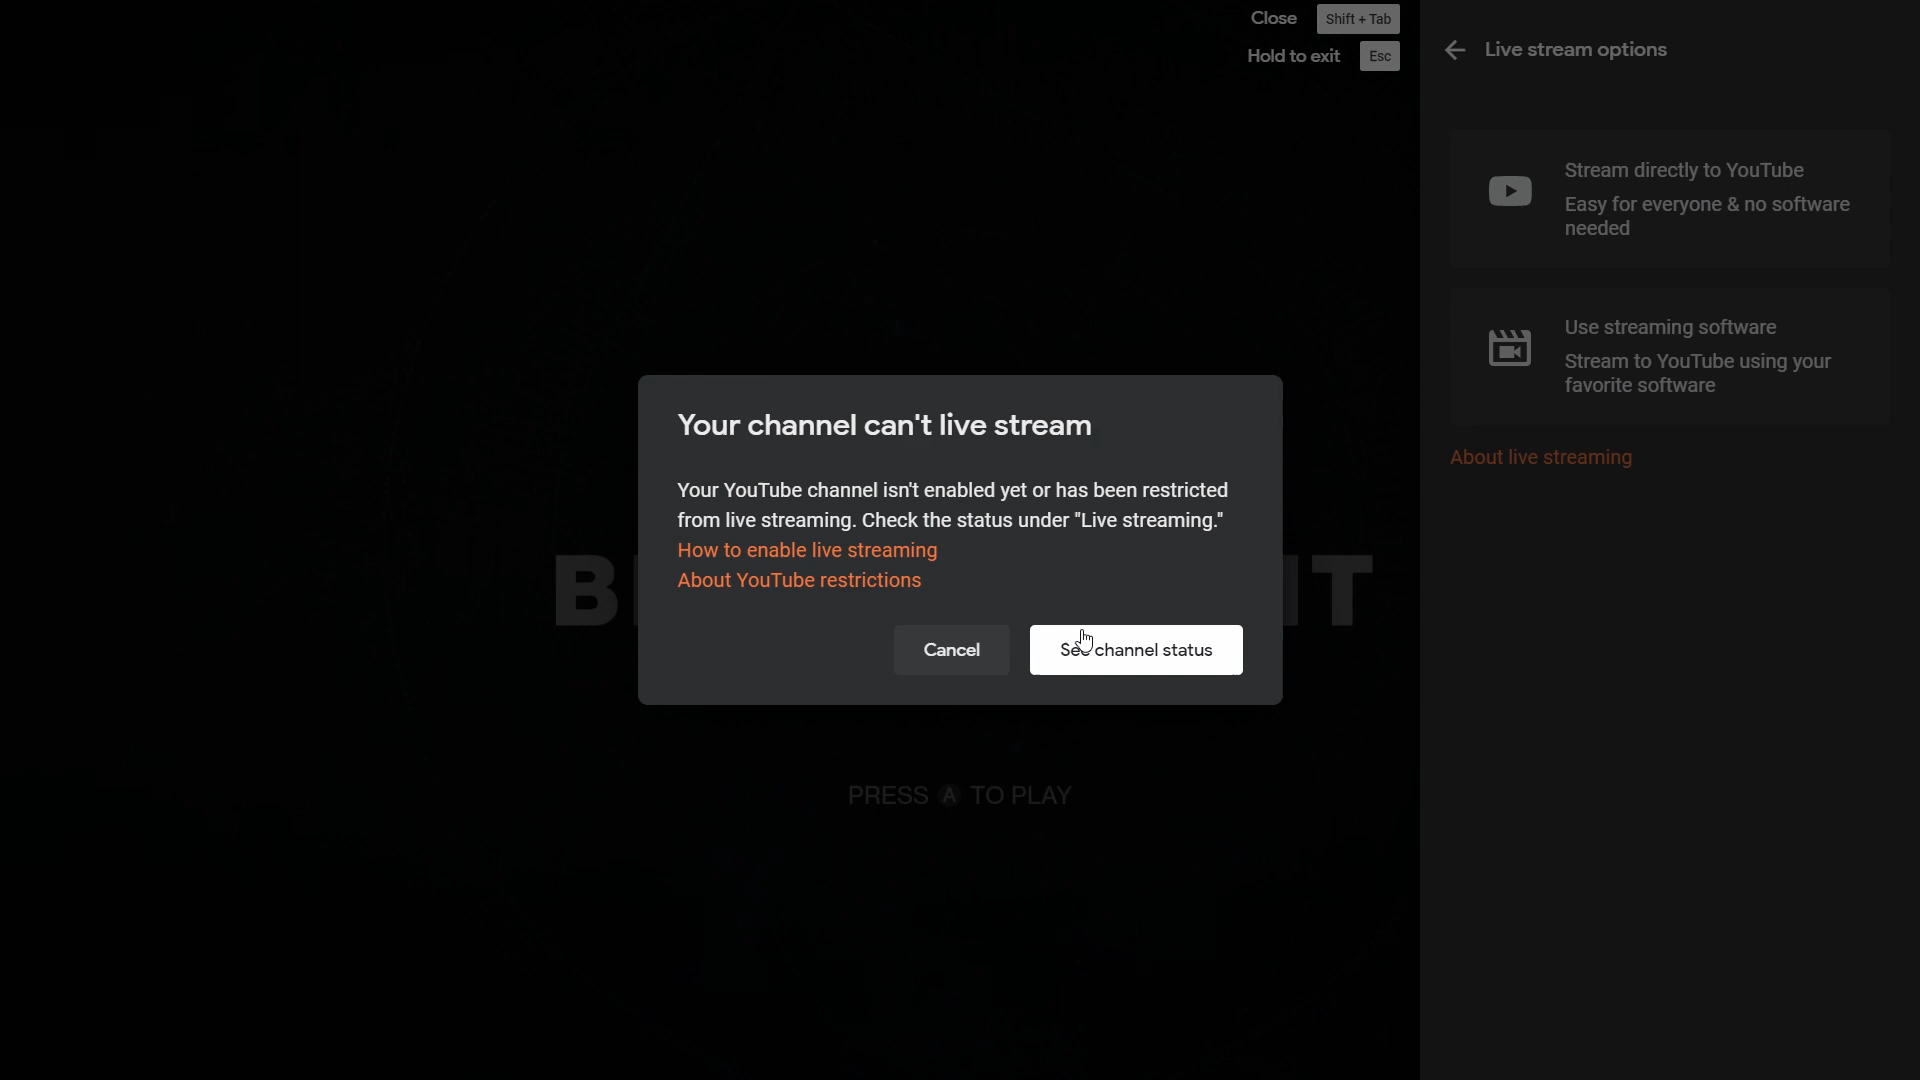 Close Shift + Tab
Hold to exit Esc
Live stream options
Stream directly to YouTube
Easy for everyone & no software
needed
Use streaming software
Stream to YouTube using your
favorite software
About live streaming
Your channel can't live stream
Your YouTube channel isn't enabled yet or has been restricted
from live streaming. Check the status under "Live streaming."
How to enable live streaming
About YouTube restrictions
Cancel
See channel status
PRESS A TO PLAY